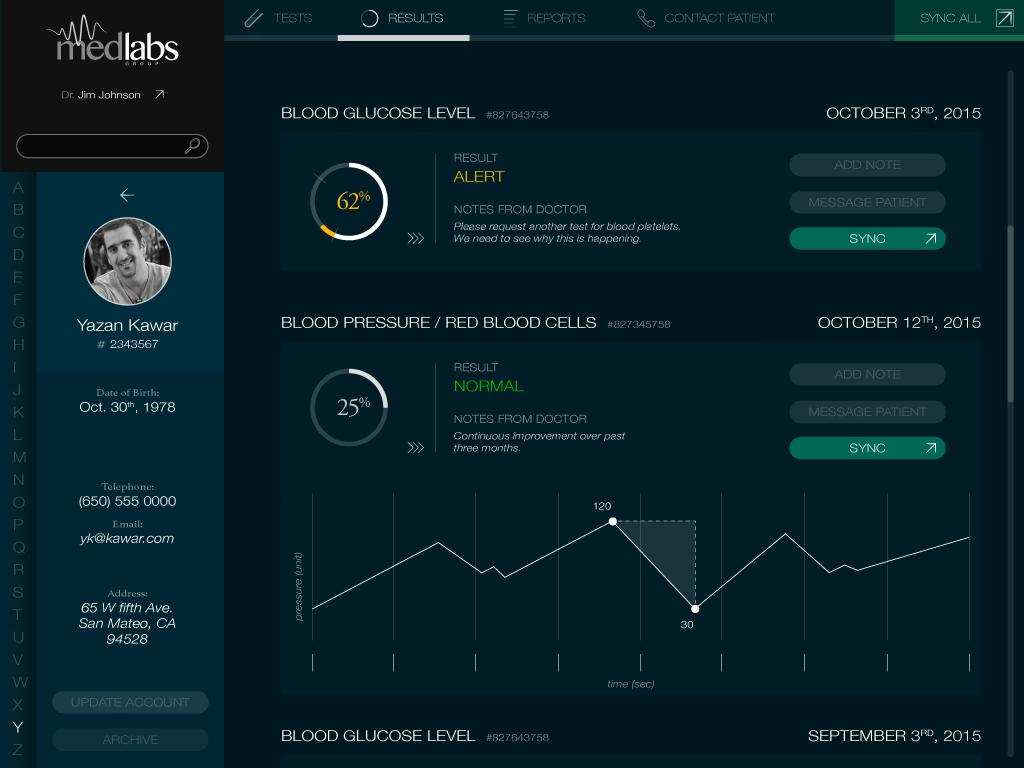 medlabs
GROUP
Dr. Jim Johnson
TESTS
RESULTS
REPORTS
CONTACT PATIENT
SYNC ALL
A
B
C
D
E
F
G
H
I
J
K
L
M
N
O
P
Q
R
S
T
U
V
W
X
Y
Z
Yazan Kawar
# 2343567
Date of Birth:
Oct. 30th, 1978
Telephone:
(650) 555 0000
Email:
yk@kawar.com
Address:
65 W fifth Ave.
San Mateo, CA
94528
UPDATE ACCOUNT
ARCHIVE
BLOOD GLUCOSE LEVEL #827643758
OCTOBER 3RD, 2015
62%
RESULT
ALERT
NOTES FROM DOCTOR
Please request another test for blood platelets.
We need to see why this is happening.
ADD NOTE
MESSAGE PATIENT
SYNC
BLOOD PRESSURE / RED BLOOD CELLS #827345758
OCTOBER 12TH, 2015
25%
RESULT
NORMAL
NOTES FROM DOCTOR
Continuous improvement over past
three months.
ADD NOTE
MESSAGE PATIENT
SYNC
120
30
pressure (unit)
time (sec)
BLOOD GLUCOSE LEVEL #827643758
SEPTEMBER 3RD, 2015